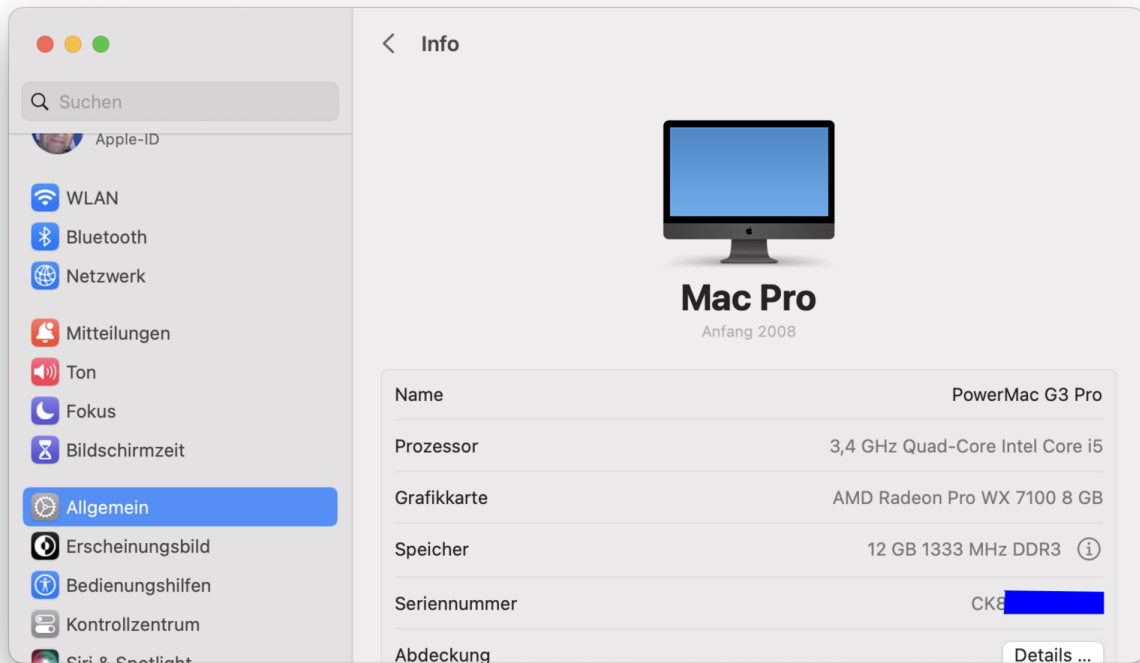 Info
Suchen
Apple-ID
WLAN
Bluetooth
Netzwerk
Mitteilungen
Ton
Fokus
Bildschirmzeit
Allgemein
Erscheinungsbild
Bedienungshilfen
Kontrollzentrum
Siri & Spotlight
Mac Pro
Anfang 2008
Name PowerMac G3 Pro
Prozessor 3,4 GHz Quad-Core Intel Core i5
Grafikkarte AMD Radeon Pro WX 7100 8 GB
Speicher 12 GB 1333 MHz DDR3
Seriennummer CK8
Abdeckung Details ...